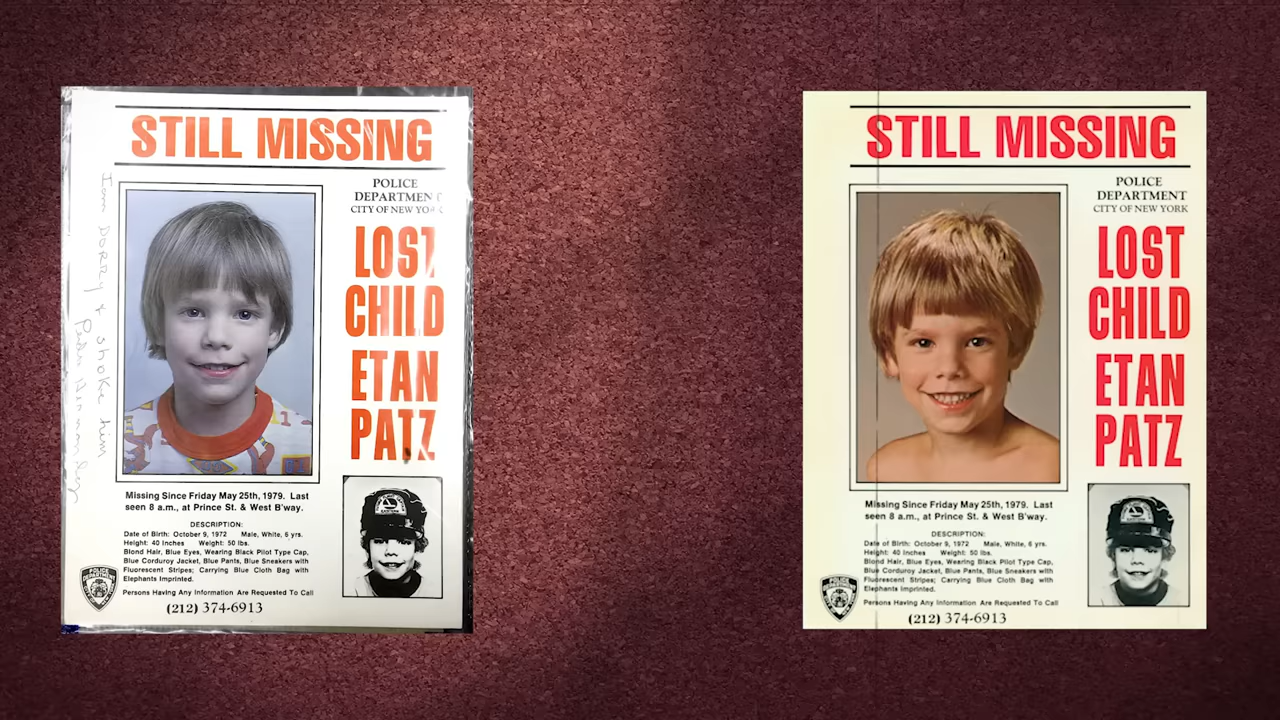 STILL MISSING
POLICE
DEPARTMENT
CITY OF NEW YORK
LOST
CHILD
ETAN
PATZ
Missing Since Friday May 25th, 1979. Last
seen 8 a.m., at Prince St. & West B'way.
DESCRIPTION:
Date of Birth: October 9, 1972 Male, White, 6 yrs.
Height: 40 Inches Weight: 50 lbs.
Blond Hair, Blue Eyes, Wearing Black Pilot Type Cap,
Blue Corduroy Jacket, Blue Pants, Blue Sneakers with
Fluorescent Stripes; Carrying Blue Cloth Bag with
Elephants Imprinted.
Persons Having Any Information Are Requested To Call
(212) 374-6913
I am sorry I shoke him
STILL MISSING
POLICE
DEPARTMENT
CITY OF NEW YORK
LOST
CHILD
ETAN
PATZ
Missing Since Friday May 25th, 1979. Last
seen 8 a.m., at Prince St. & West B'way.
DESCRIPTION:
Date of Birth: October 9, 1972 Male, White, 6 yrs.
Height: 40 Inches Weight: 50 lbs.
Blond Hair, Blue Eyes, Wearing Black Pilot Type Cap,
Blue Corduroy Jacket, Blue Pants, Blue Sneakers with
Fluorescent Stripes; Carrying Blue Cloth Bag with
Elephants Imprinted.
Persons Having Any Information Are Requested To Call
(212) 374-6913